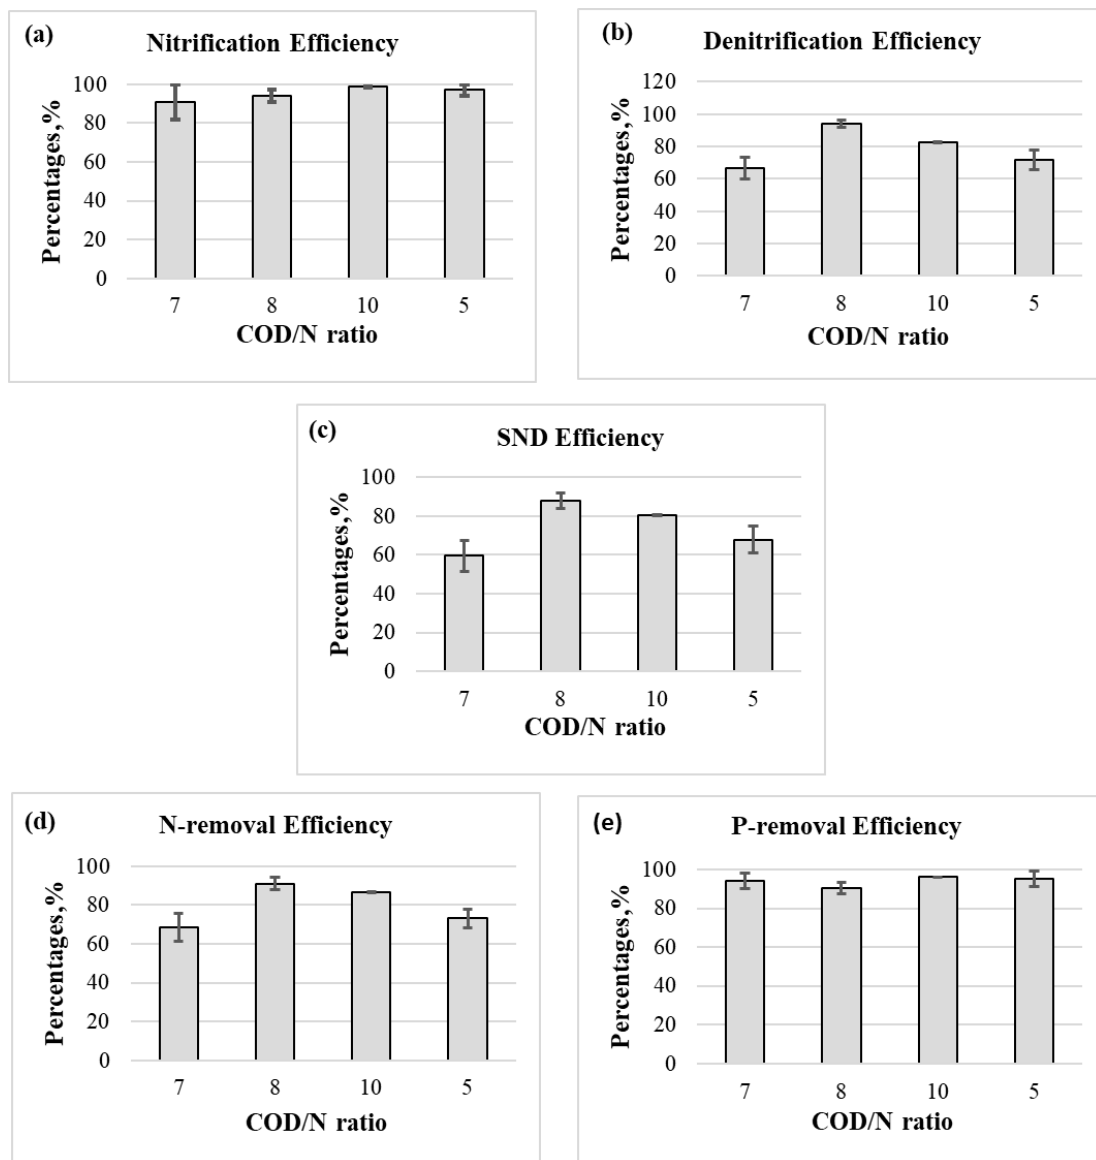 (a)
Nitrification Efficiency
Percentages,%
100
80
60
40
20
0
7 8 10 5
COD/N ratio
(b)
Denitrification Efficiency
Percentages,%
120
100
80
60
40
20
0
7 8 10 5
COD/N ratio
(c)
SND Efficiency
Percentages,%
100
80
60
40
20
0
7 8 10 5
COD/N ratio
(d)
N-removal Efficiency
Percentages,%
100
80
60
40
20
0
7 8 10 5
COD/N ratio
(e)
P-removal Efficiency
Percentages,%
100
80
60
40
20
0
7 8 10 5
COD/N ratio